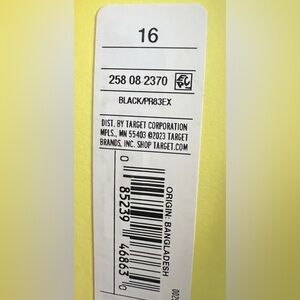 16
258 08 2370
BLACK/PR83EX
DIST. BY TARGET CORPORATION
MPLS., MN 55403 ©2023 TARGET
BRANDS, INC. SHOP TARGET.COM
ORIGIN: BANGLADESH
0 85239 46863 0